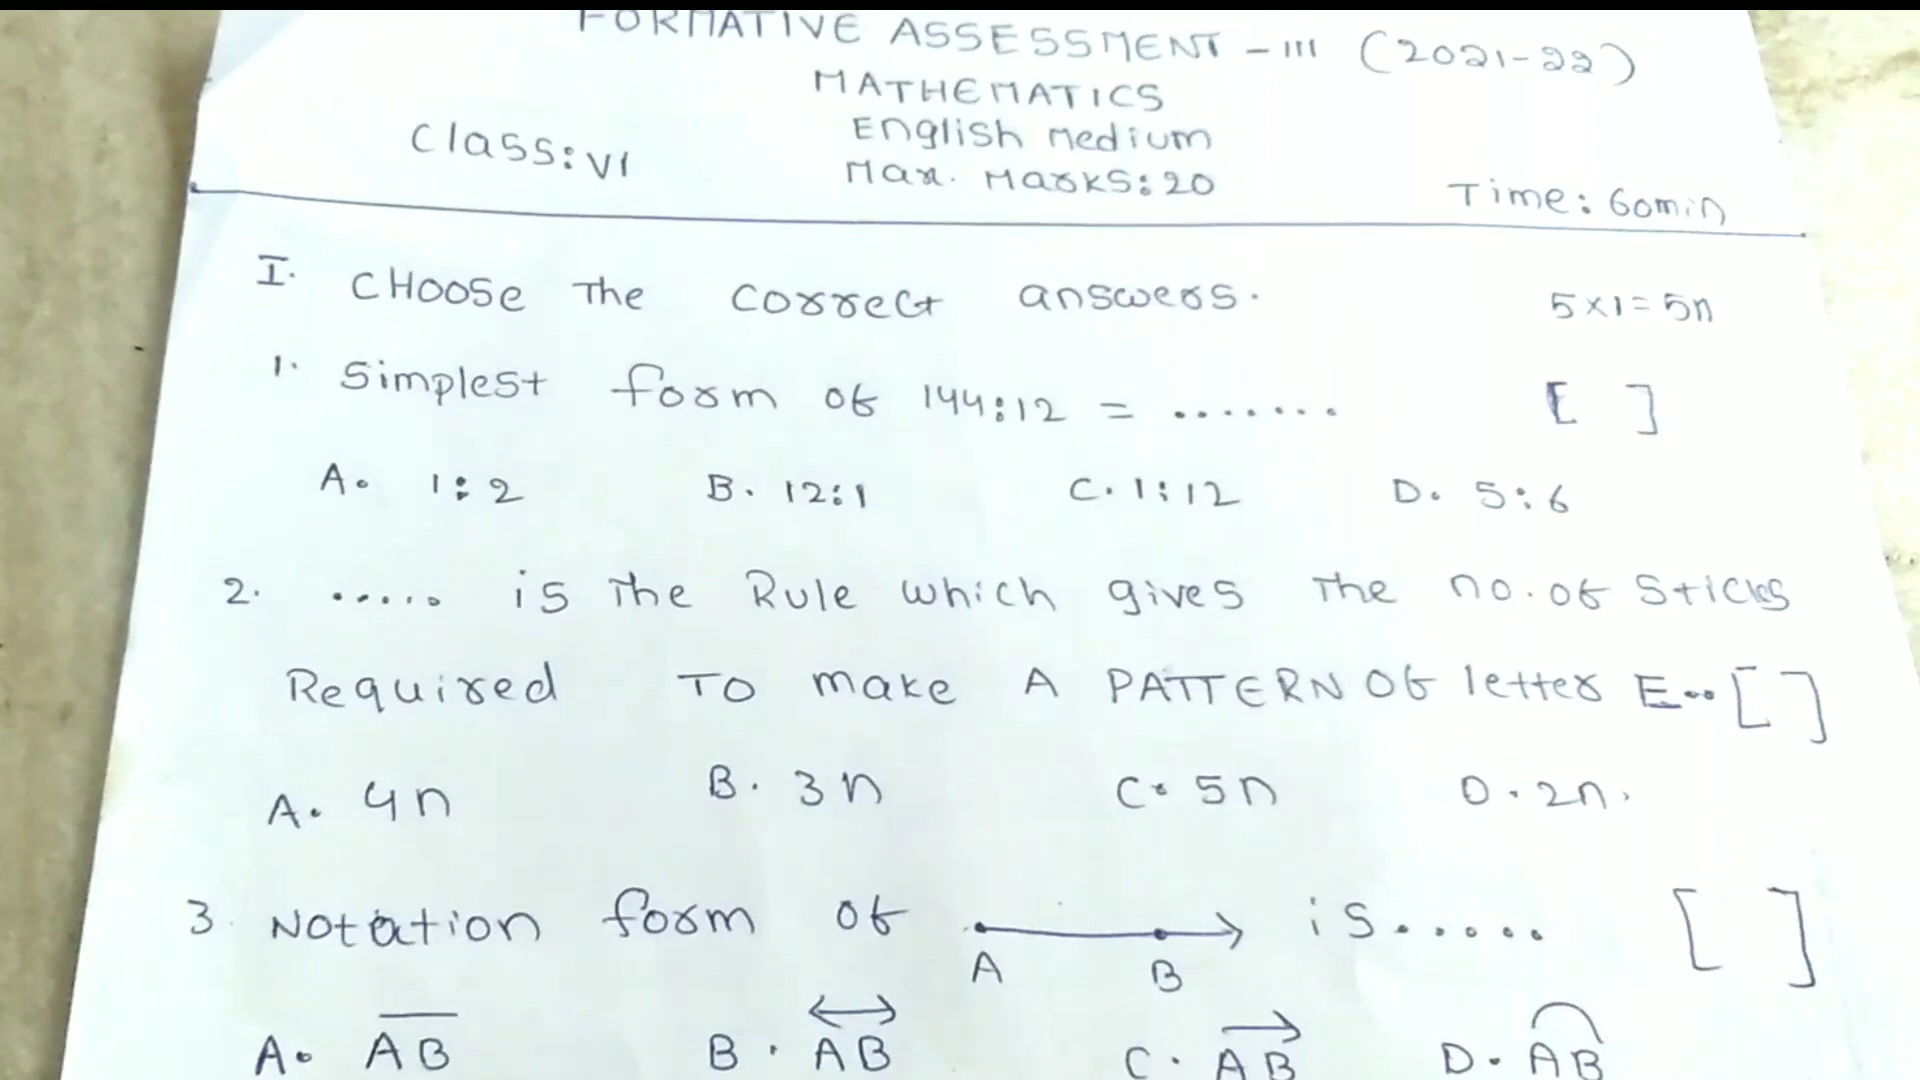 FORMATIVE ASSESSMENT - III (2021-22)
MATHEMATICS
English Medium
Class: VI
Max. Marks: 20
Time: 60min
I. CHOOSE The correct answers.
5x1=5n
1. Simplest form of 144:12 = ....... [ ]
A. 1:2 B. 12:1 C. 1:12 D. 5:6
2. ..... is The Rule which gives The no. of Sticks
Required TO make A PATTERN Of letter E.. [ ]
A. 4n B. 3n C. 5n D. 2n.
3. Notation form of A B is...... [ ]
A. AB B. AB C. AB D. AB